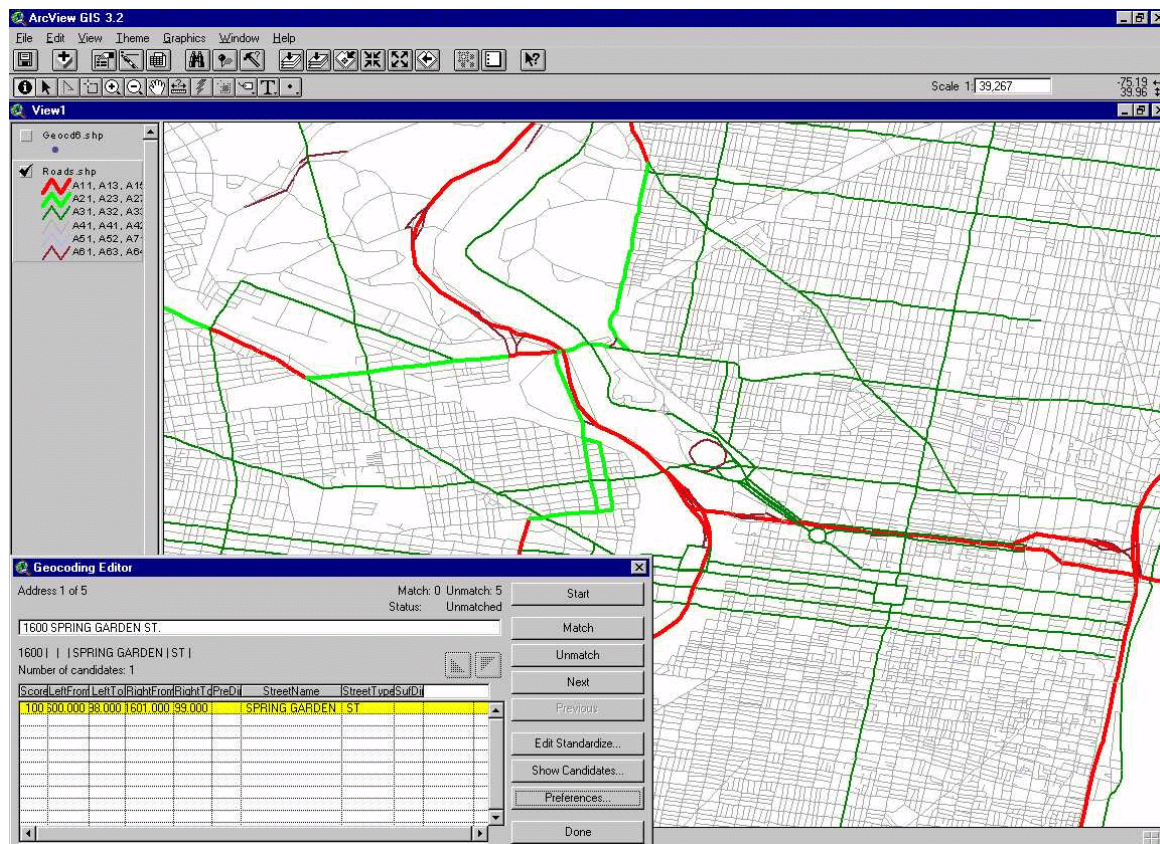 ArcView GIS 3.2
File Edit View Theme Graphics Window Help
Scale 1: 39,267
-75.19
39.96
View1
Geocd6.shp
Roads.shp
A11, A13, A15
A21, A23, A27
A31, A32, A33
A41, A41, A42
A51, A52, A71
A61, A63, A64
Geocoding Editor
Address 1 of 5
Match: 0 Unmatch: 5
Status: Unmatched
1600 SPRING GARDEN ST.
1600 | | | SPRING GARDEN | ST |
Number of candidates: 1
Score LeftFrom LeftTo RightFrom RightTo PreDir StreetName StreetType SufDir
100 600.000 98.000 1601.000 99.000 SPRING GARDEN ST
Start
Match
Unmatch
Next
Previous
Edit Standardize...
Show Candidates...
Preferences...
Done